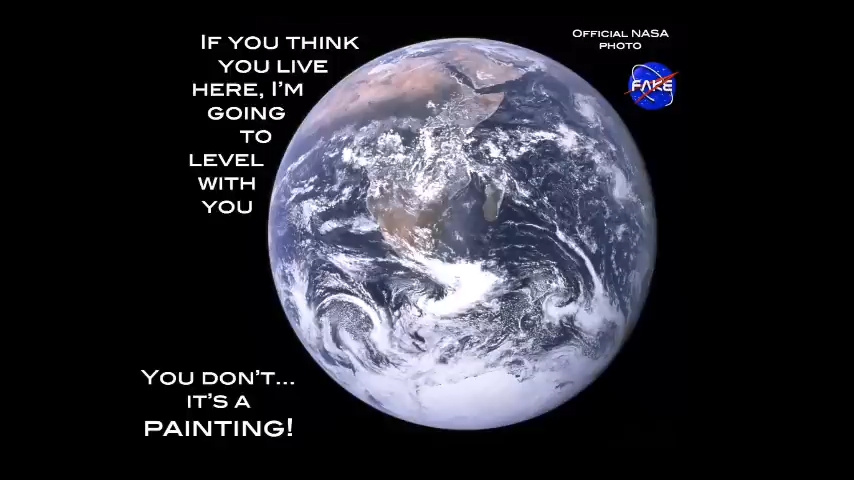 IF YOU THINK
YOU LIVE
HERE, I'M
GOING
TO
LEVEL
WITH
YOU
OFFICIAL NASA
PHOTO
FAKE
YOU DON'T...
IT'S A
PAINTING!